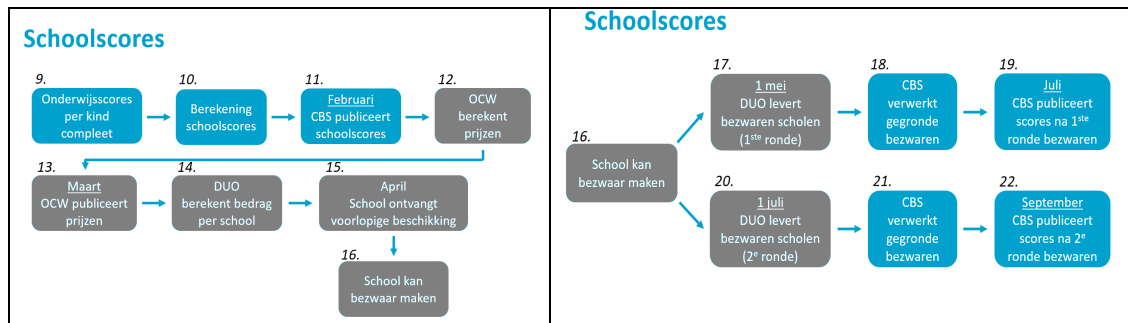 Schoolscores
9.
Onderwijsscores
per kind
compleet
10.
Berekening
schoolscores
11.
Februari
CBS publiceert
schoolscores
12.
OCW
berekent
prijzen
13.
Maart
OCW publiceert
prijzen
14.
DUO
berekent bedrag
per school
15.
April
School ontvangt
voorlopige beschikking
16.
School kan
bezwaar maken
Schoolscores
16.
School kan
bezwaar maken
17.
1 mei
DUO levert
bezwaren scholen
(1ste ronde)
18.
CBS
verwerkt
gegronde
bezwaren
19.
Juli
CBS publiceert
scores na 1ste
ronde bezwaren
20.
1 juli
DUO levert
bezwaren scholen
(2e ronde)
21.
CBS
verwerkt
gegronde
bezwaren
22.
September
CBS publiceert
scores na 2e
ronde bezwaren